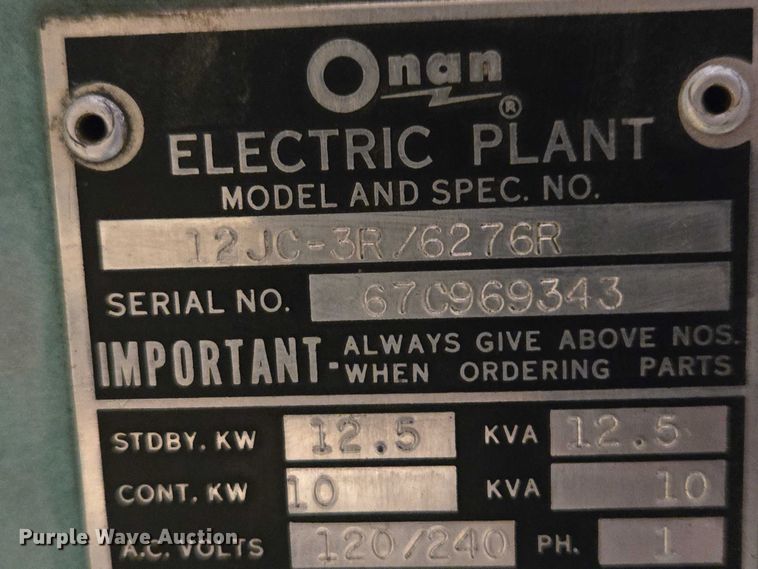 Onan ®
ELECTRIC PLANT
MODEL AND SPEC. NO.
12JC-3R/6276R
SERIAL NO. 67C969343
IMPORTANT- ALWAYS GIVE ABOVE NOS.
WHEN ORDERING PARTS
STDBY. KW 12.5 KVA 12.5
CONT. KW 10 KVA 10
A.C. VOLTS 120/240 PH. 1
Purple Wave Auction